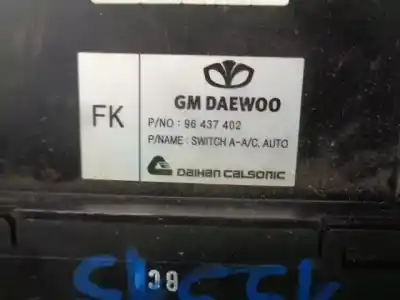 FK
GM DAEWOO
P/NO : 96 437 402
P/NAME : SWITCH A-A/C, AUTO
DAIHAN CALSONIC